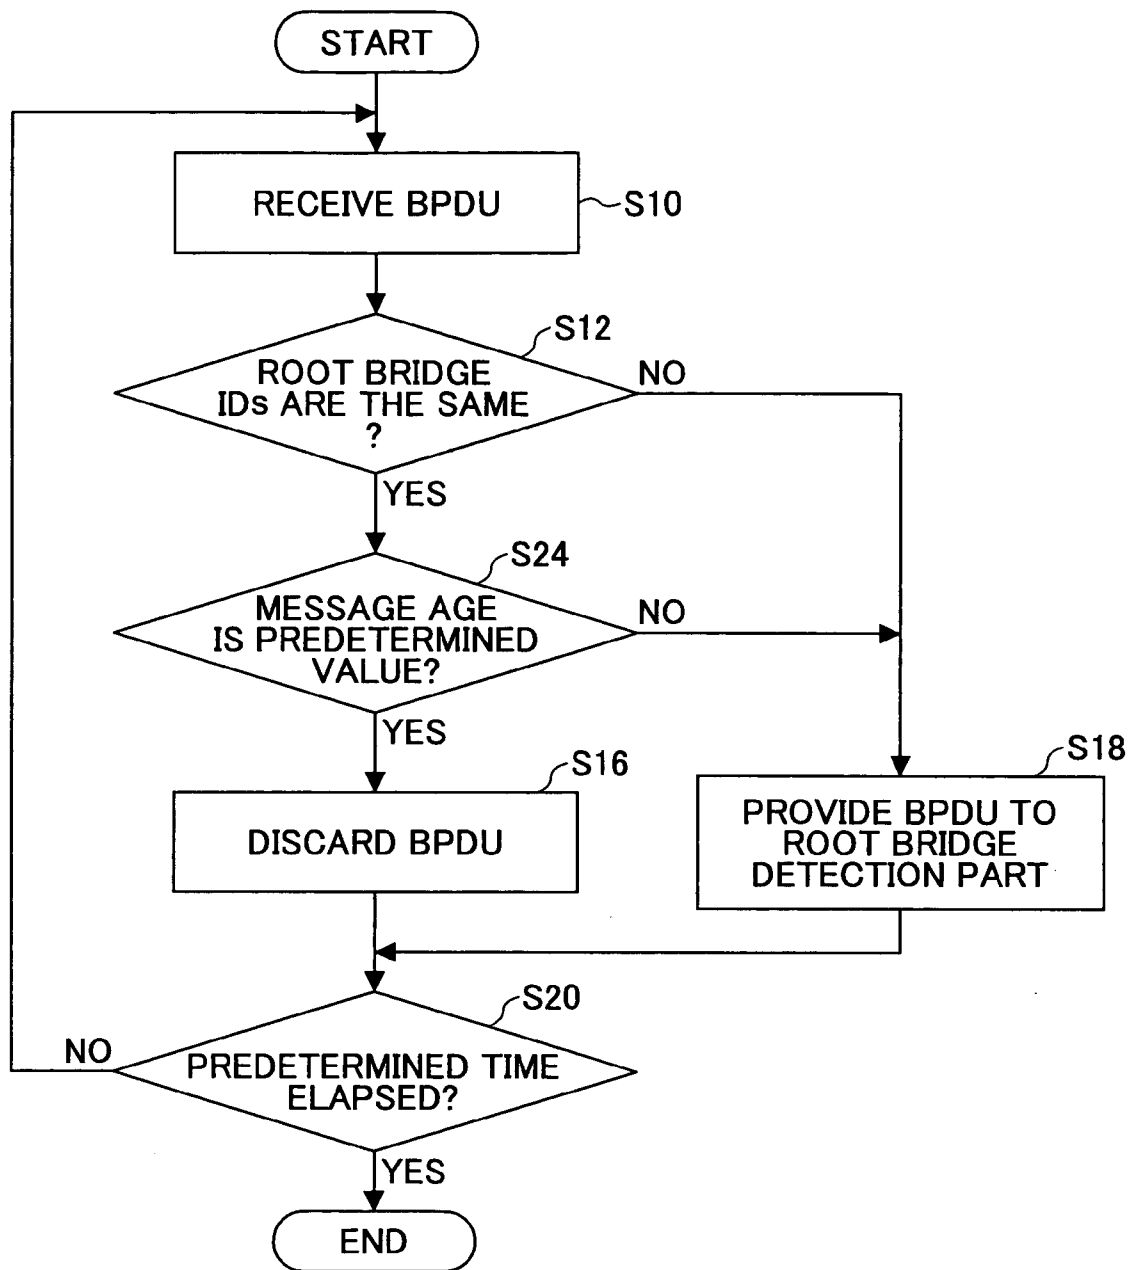 START
RECEIVE BPDU
S10
S12
ROOT BRIDGE
IDs ARE THE SAME
?
NO
YES
S24
MESSAGE AGE
IS PREDETERMINED
VALUE?
NO
YES
S16
DISCARD BPDU
S18
PROVIDE BPDU TO
ROOT BRIDGE
DETECTION PART
S20
PREDETERMINED TIME
ELAPSED?
NO
YES
END